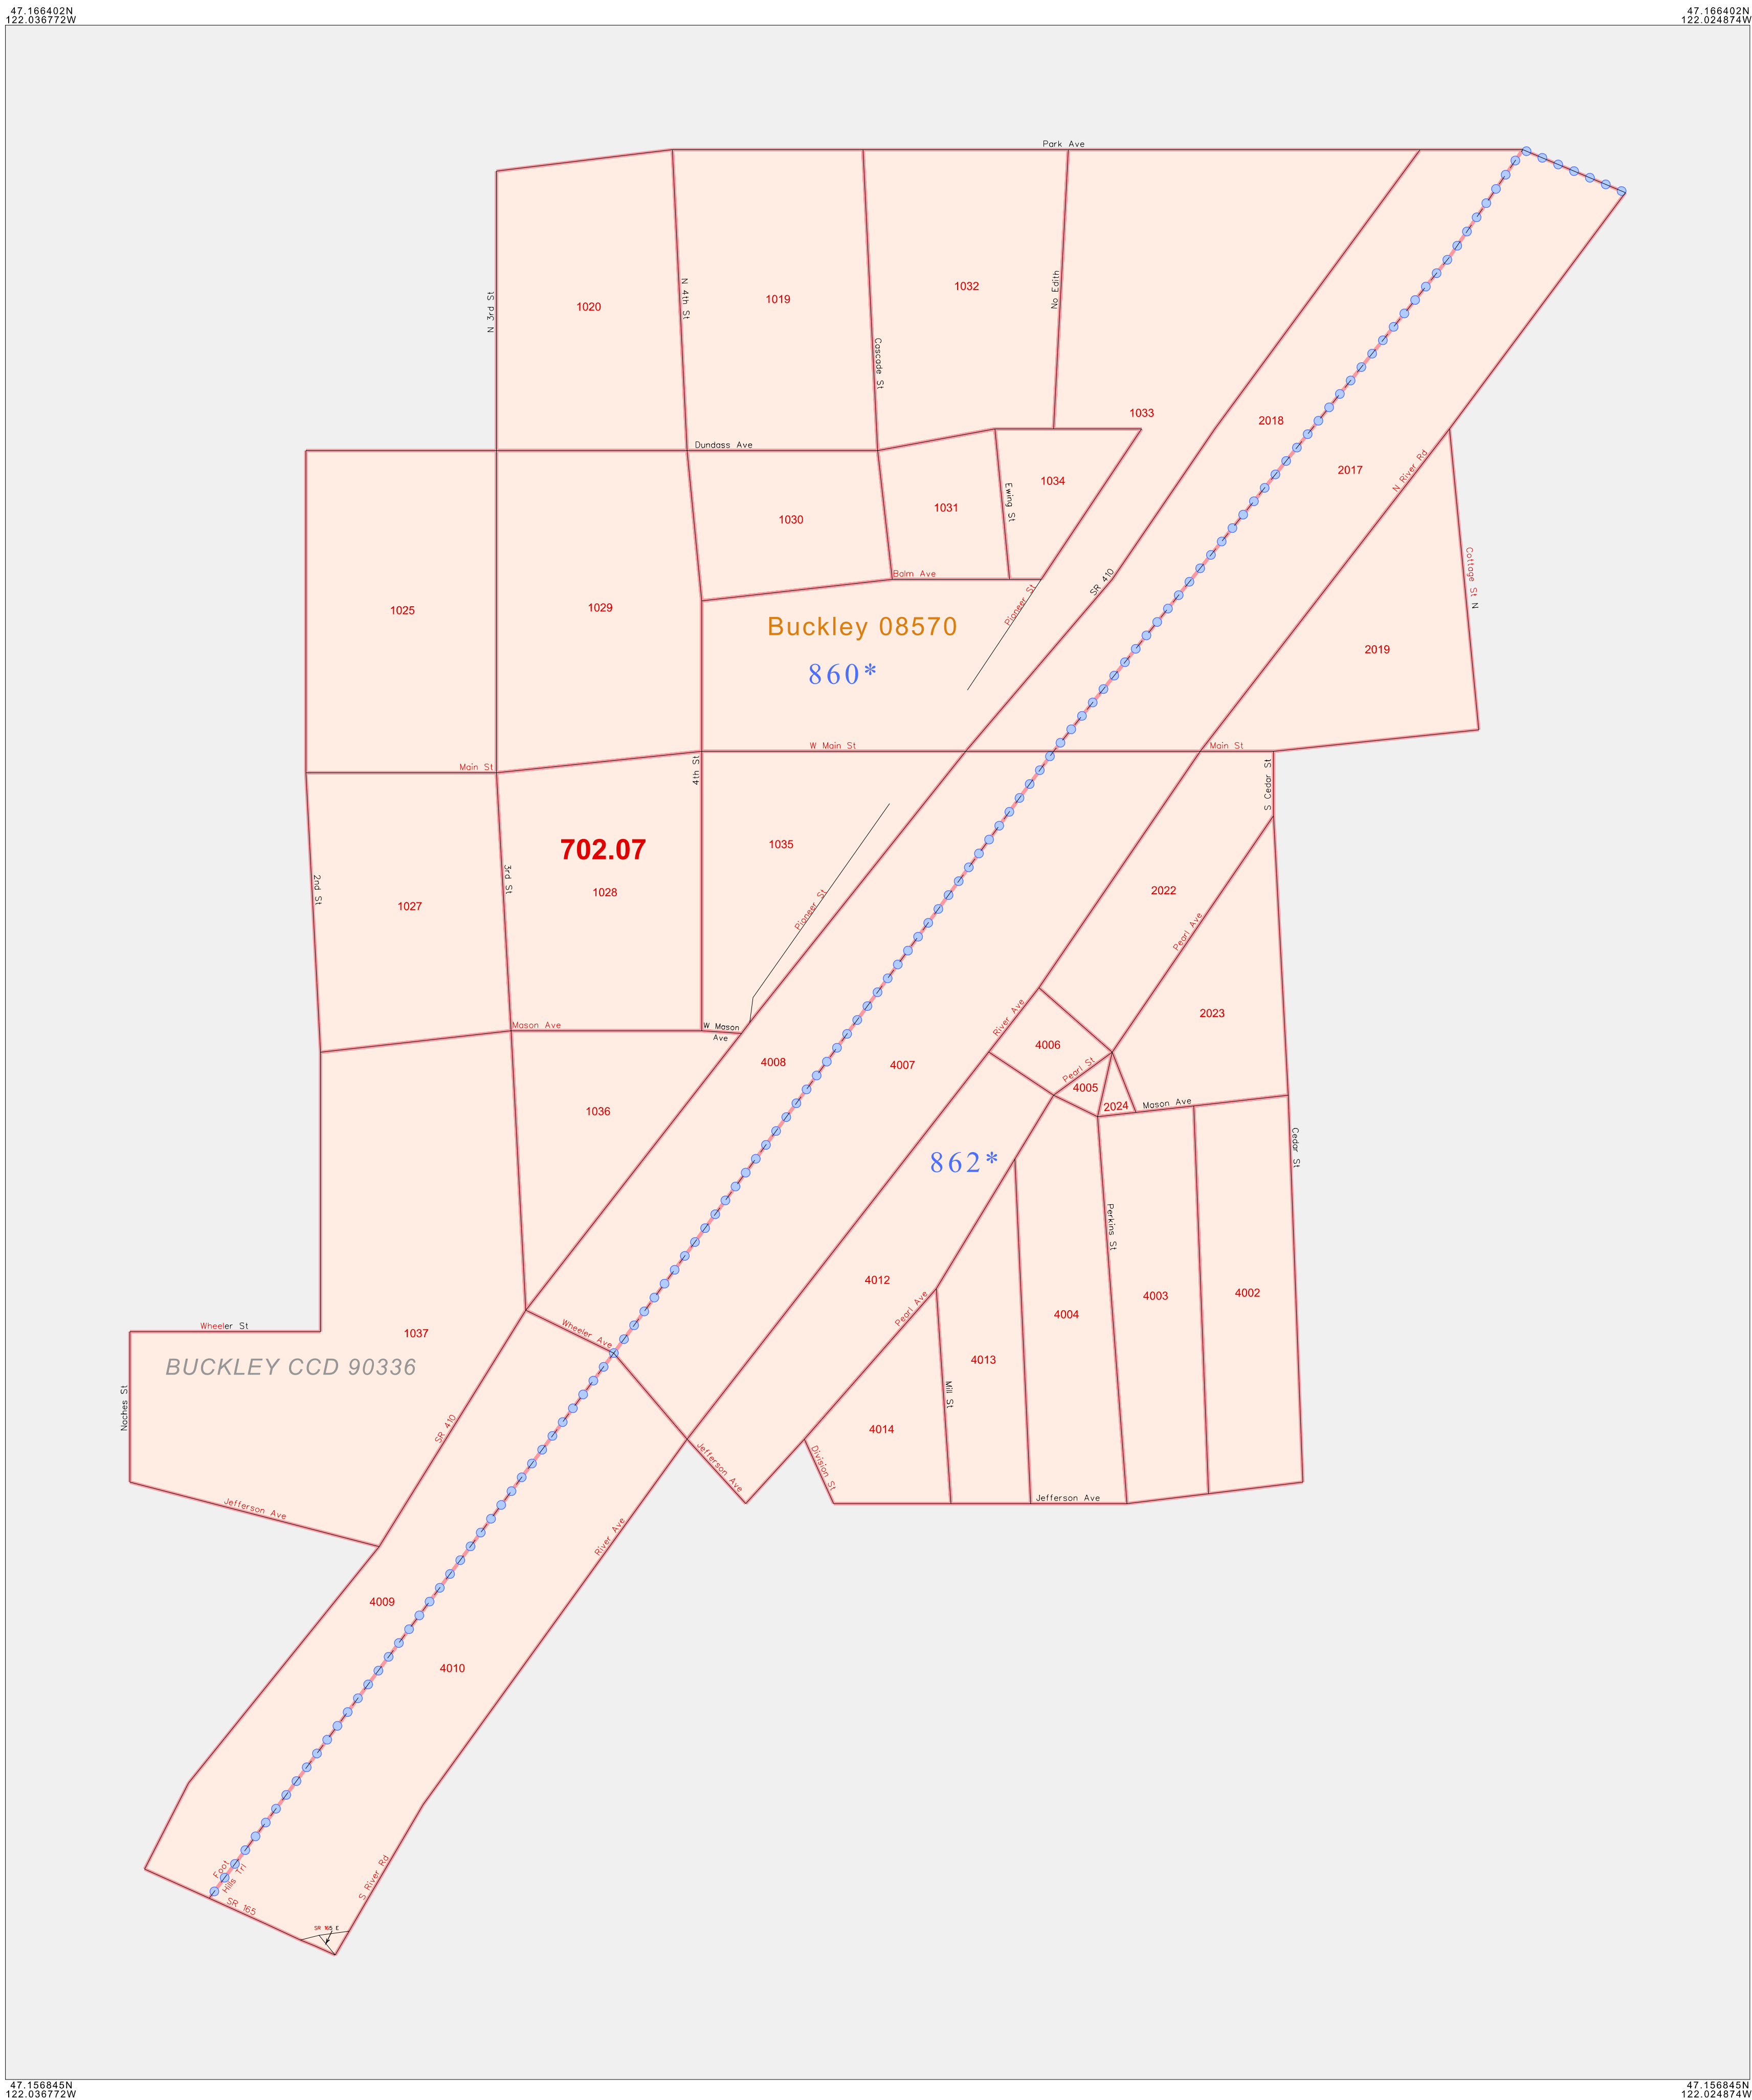 47.166402N
122.036772W
47.166402N
122.024874W
Park Ave
N 3rd St
1020
N 4th St
1019
Cascade St
1032
No Edith
1033
2018
2017
N River Rd
Dundass Ave
1030
1031
Ewing St
1034
Balm Ave
Pioneer St
SR 410
Cottage St N
2019
1025
1029
Buckley 08570
860*
Main St
W Main St
Main St
4th St
S Cedar St
702.07
1028
1035
Pioneer St
2nd St
1027
3rd St
2022
Pearl Ave
2023
Mason Ave
W Mason
Ave
River Ave
4006
4008
4007
Pearl St
4005
2024
Mason Ave
1036
862*
Cedar St
Perkins St
4012
4004
4003
4002
Wheeler St
1037
Wheeler Ave
Pearl Ave
BUCKLEY CCD 90336
4013
Naches St
Mill St
SR 410
4014
Jefferson Ave
Division St
Jefferson Ave
Jefferson Ave
River Ave
4009
4010
Foot
Hills Trl
S River Rd
SR 165
SR 165 E
47.156845N
122.036772W
47.156845N
122.024874W